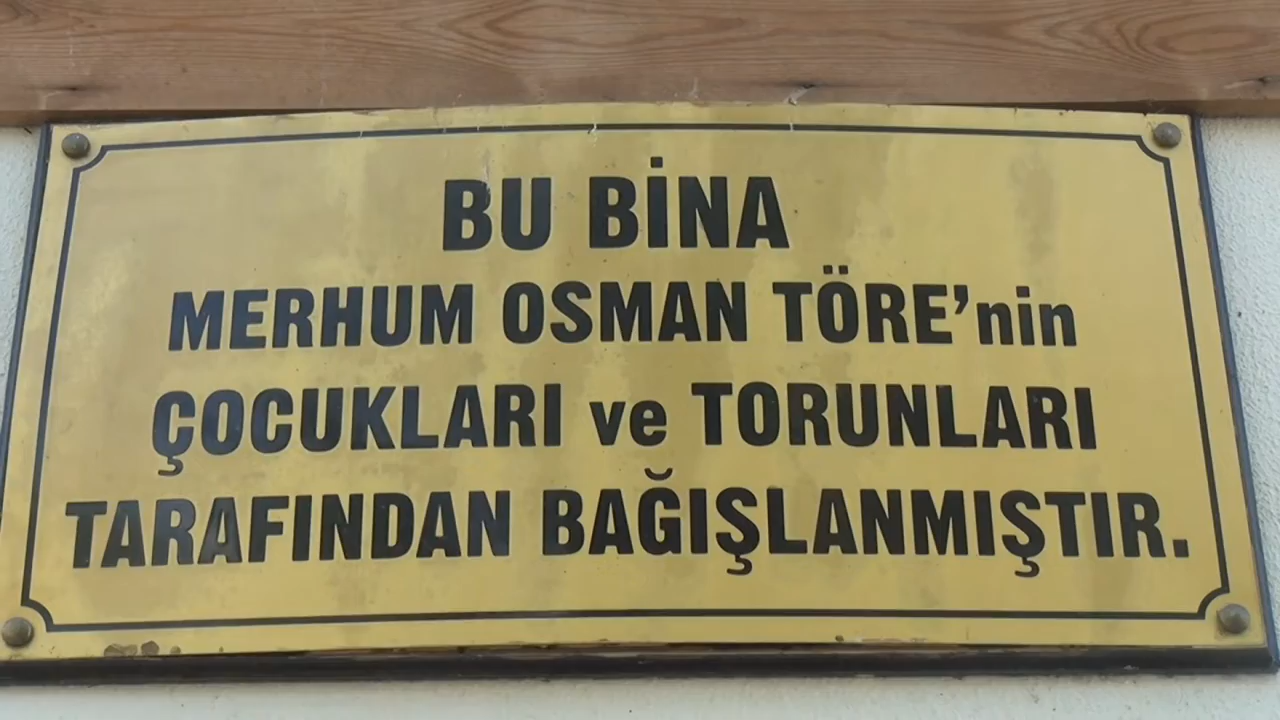 BU BİNA
MERHUM OSMAN TÖRE'nin
ÇOCUKLARI ve TORUNLARI
TARAFINDAN BAĞIŞLANMIŞTIR.